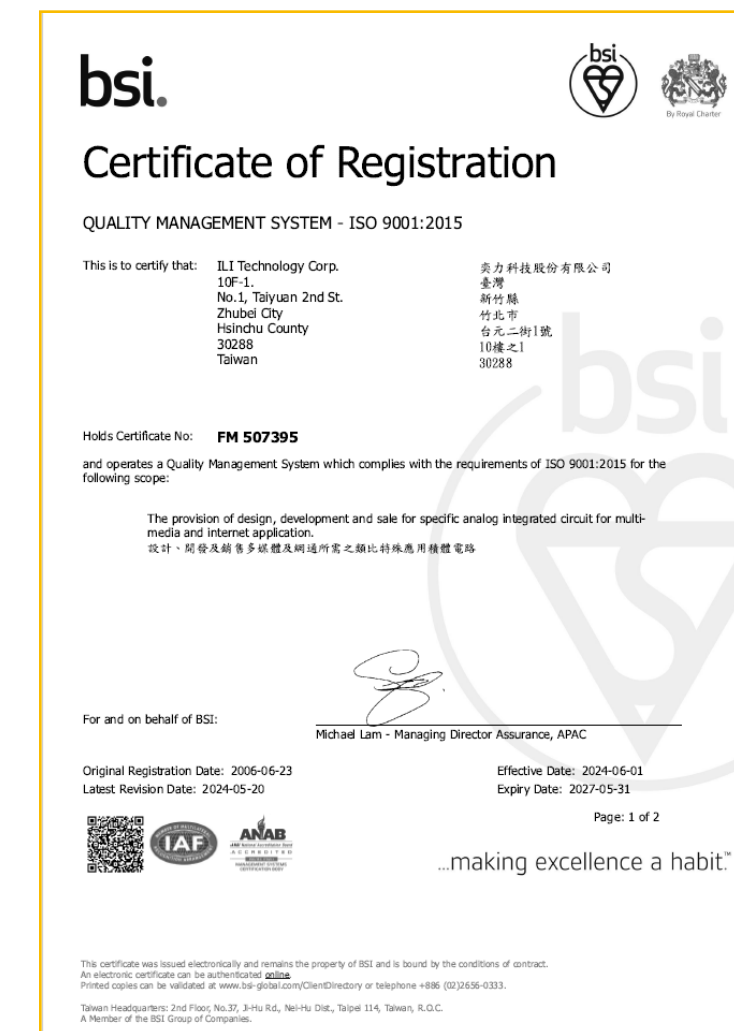 bsi.
bsi
By Royal Charter
Certificate of Registration
QUALITY MANAGEMENT SYSTEM - ISO 9001:2015
This is to certify that:
ILI Technology Corp.
10F-1.
No.1, Taiyuan 2nd St.
Zhubei City
Hsinchu County
30288
Taiwan
奕力科技股份有限公司
臺灣
新竹縣
竹北市
台元二街1號
10樓之1
30288
Holds Certificate No: FM 507395
and operates a Quality Management System which complies with the requirements of ISO 9001:2015 for the
following scope:
The provision of design, development and sale for specific analog integrated circuit for multi-
media and internet application.
設計、開發及銷售多媒體及網通所需之類比特殊應用積體電路
For and on behalf of BSI:
Michael Lam - Managing Director Assurance, APAC
Original Registration Date: 2006-06-23
Effective Date: 2024-06-01
Latest Revision Date: 2024-05-20
Expiry Date: 2027-05-31
Page: 1 of 2
IAF
ANAB
ANSI National Accreditation Board
ACCREDITED
MANAGEMENT SYSTEMS
CERTIFICATION BODY
...making excellence a habit.™
This certificate was issued electronically and remains the property of BSI and is bound by the conditions of contract.
An electronic certificate can be authenticated online.
Printed copies can be validated at www.bsi-global.com/ClientDirectory or telephone +886 (02)2656-0333.
Taiwan Headquarters: 2nd Floor, No.37, Ji-Hu Rd., Nei-Hu Dist., Taipei 114, Taiwan, R.O.C.
A Member of the BSI Group of Companies.
bsi